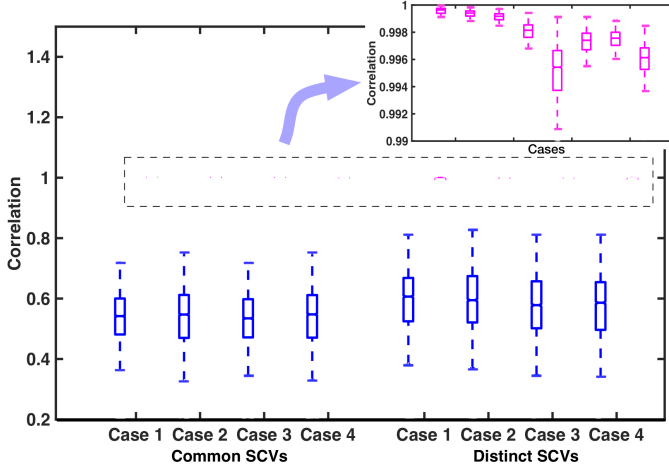 1
0.998
0.996
0.994
0.992
0.99
Correlation
Cases
1.4
1.2
1
0.8
0.6
0.4
0.2
Correlation
Case 1 Case 2 Case 3 Case 4 Case 1 Case 2 Case 3 Case 4
Common SCVs Distinct SCVs